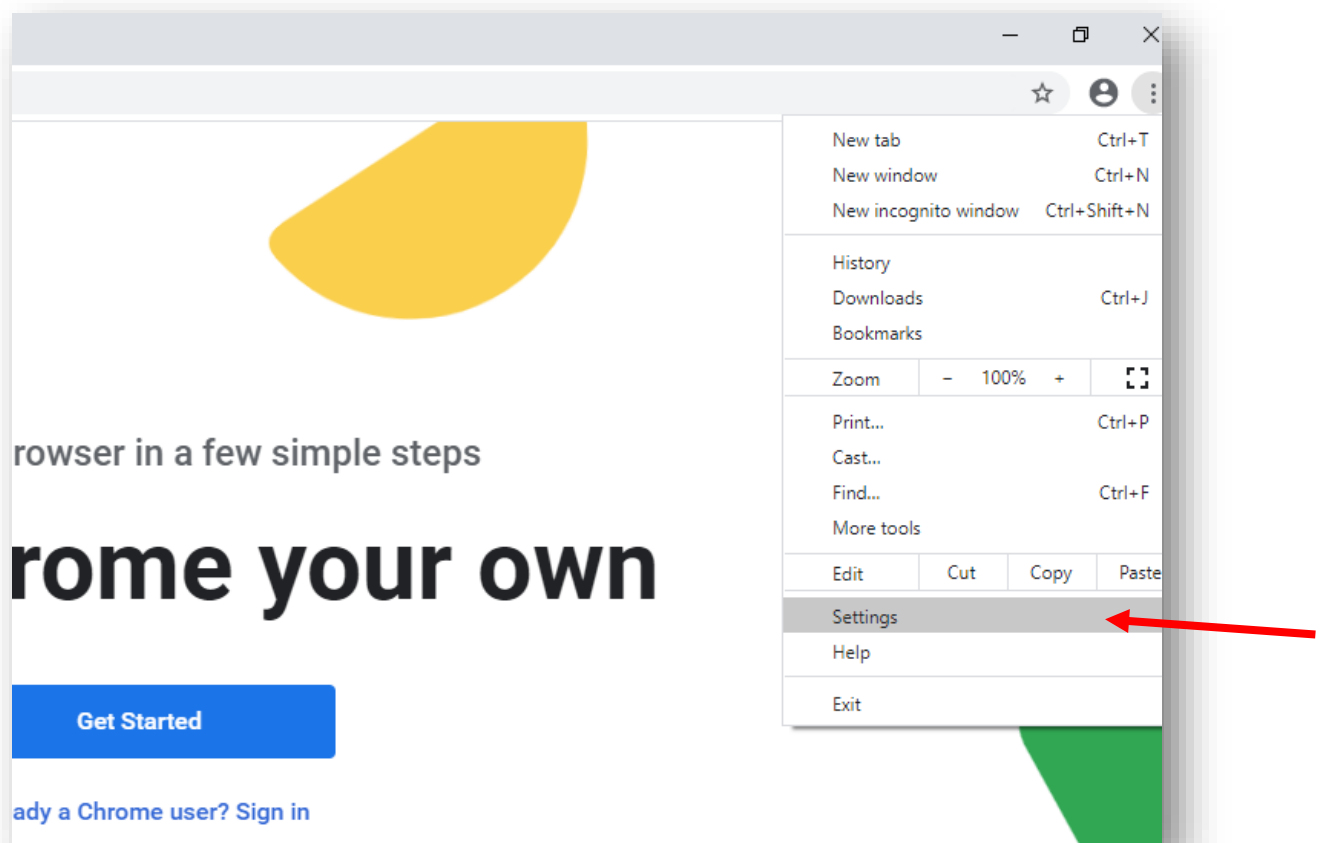 New tab Ctrl+T
New window Ctrl+N
New incognito window Ctrl+Shift+N
History
Downloads Ctrl+J
Bookmarks
Zoom − 100% +
Print... Ctrl+P
Cast...
Find... Ctrl+F
More tools
Edit Cut Copy Paste
Settings
Help
Exit
rowser in a few simple steps
rome your own
Get Started
ady a Chrome user? Sign in